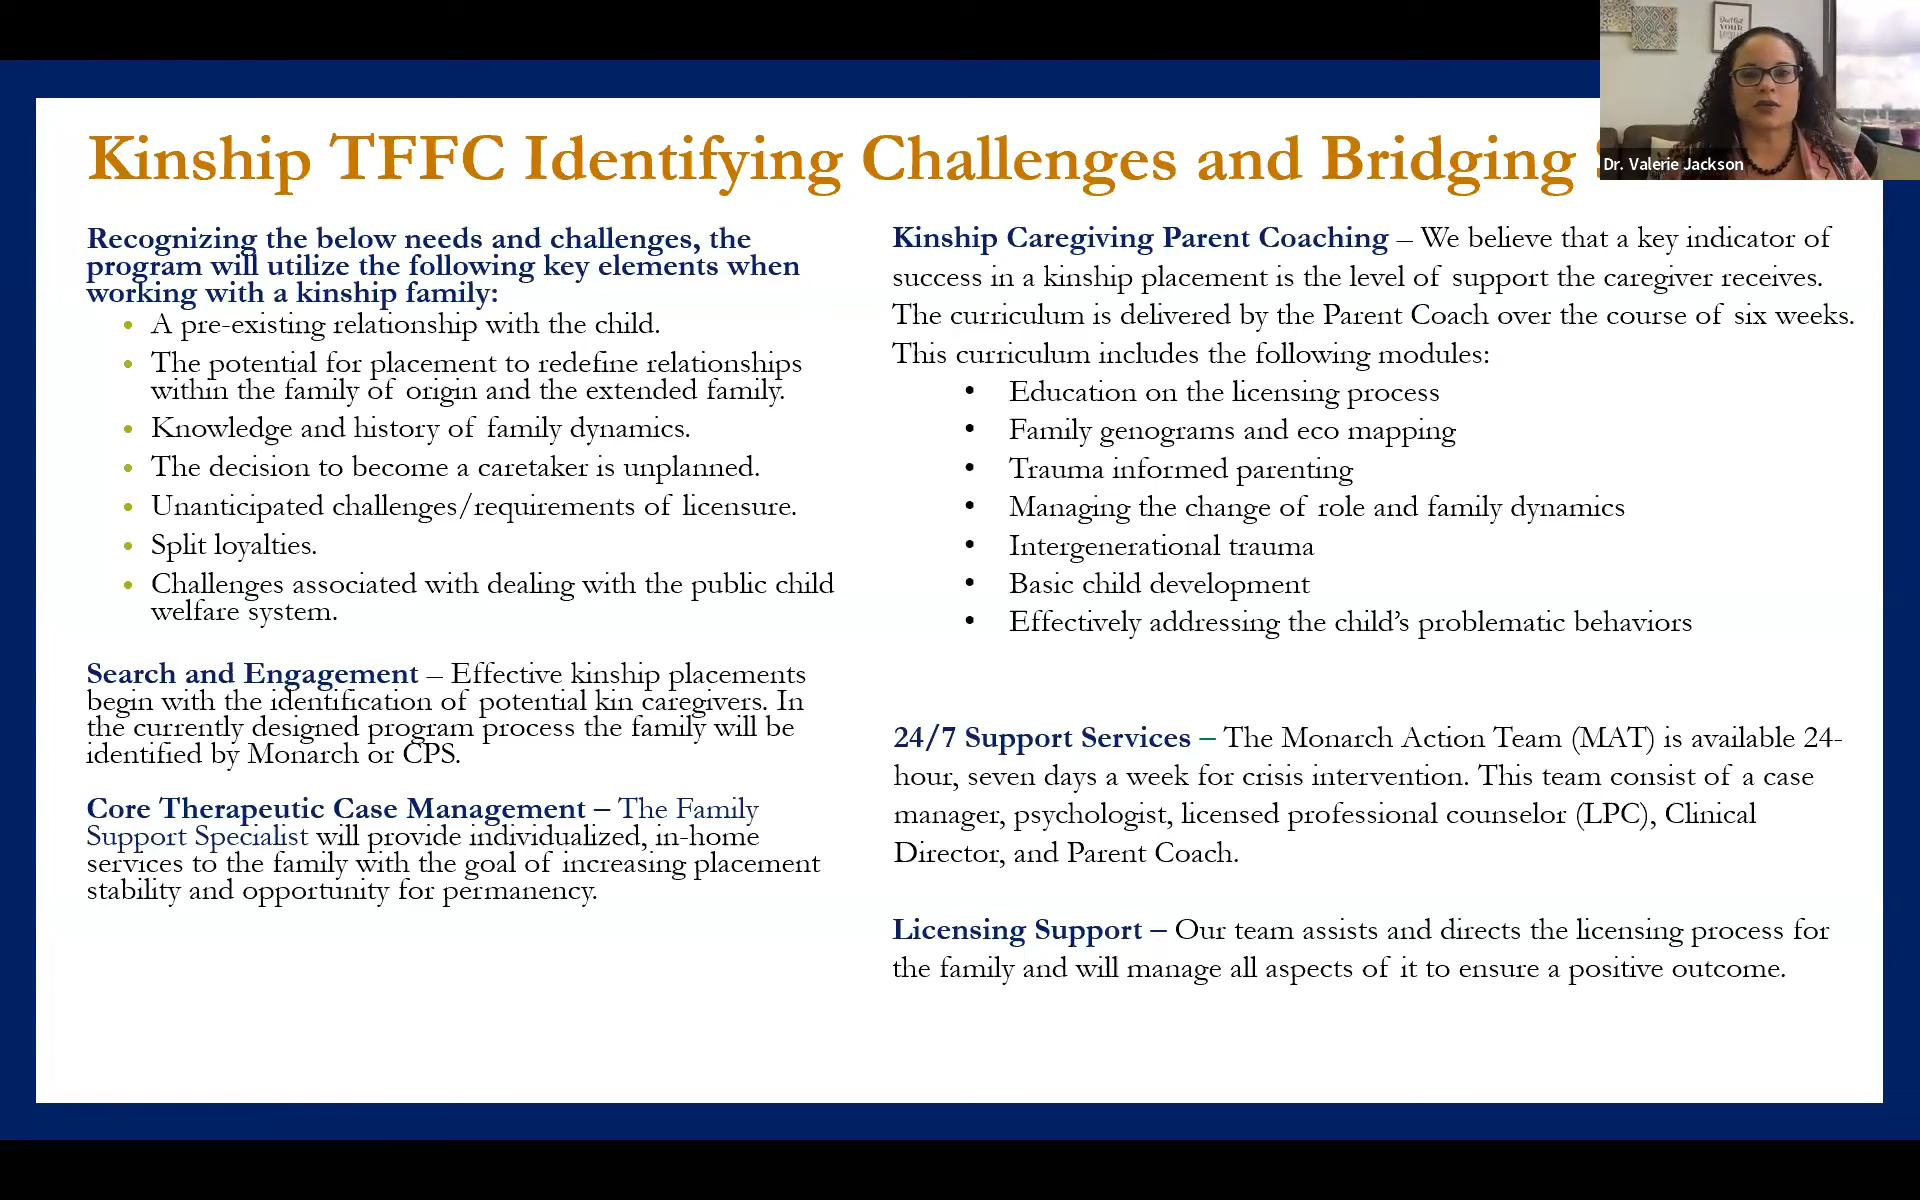 Kinship TFFC Identifying Challenges and Bridging
Dr. Valerie Jackson
Recognizing the below needs and challenges, the
program will utilize the following key elements when
working with a kinship family:
• A pre-existing relationship with the child.
• The potential for placement to redefine relationships
within the family of origin and the extended family.
• Knowledge and history of family dynamics.
• The decision to become a caretaker is unplanned.
• Unanticipated challenges/requirements of licensure.
• Split loyalties.
• Challenges associated with dealing with the public child
welfare system.
Search and Engagement – Effective kinship placements
begin with the identification of potential kin caregivers. In
the currently designed program process the family will be
identified by Monarch or CPS.
Core Therapeutic Case Management – The Family
Support Specialist will provide individualized, in-home
services to the family with the goal of increasing placement
stability and opportunity for permanency.
Kinship Caregiving Parent Coaching – We believe that a key indicator of
success in a kinship placement is the level of support the caregiver receives.
The curriculum is delivered by the Parent Coach over the course of six weeks.
This curriculum includes the following modules:
• Education on the licensing process
• Family genograms and eco mapping
• Trauma informed parenting
• Managing the change of role and family dynamics
• Intergenerational trauma
• Basic child development
• Effectively addressing the child’s problematic behaviors
24/7 Support Services – The Monarch Action Team (MAT) is available 24-
hour, seven days a week for crisis intervention. This team consist of a case
manager, psychologist, licensed professional counselor (LPC), Clinical
Director, and Parent Coach.
Licensing Support – Our team assists and directs the licensing process for
the family and will manage all aspects of it to ensure a positive outcome.